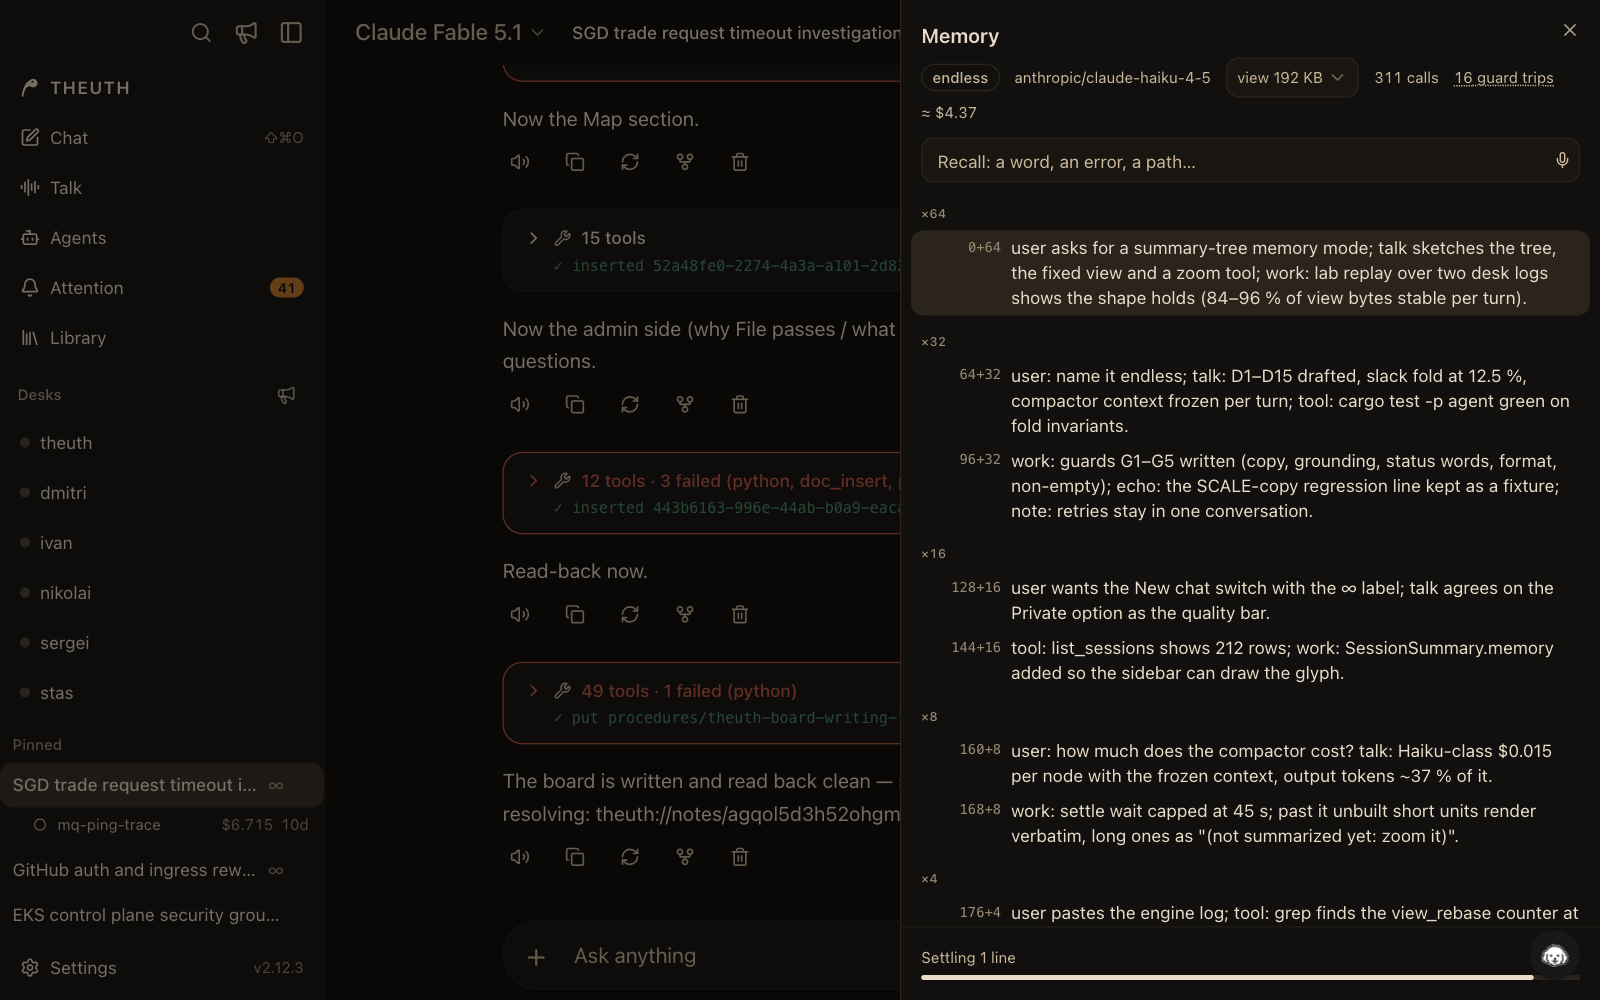 THEUTH
Chat ⇧⌘O
Talk
Agents
Attention 41
Library
Desks
theuth
dmitri
ivan
nikolai
sergei
stas
Pinned
SGD trade request timeout i... ∞
mq-ping-trace $6.715 10d
GitHub auth and ingress rew... ∞
EKS control plane security grou...
Settings v2.12.3
Claude Fable 5.1
SGD trade request timeout investigation
Now the Map section.
15 tools
✓ inserted 52a48fe0-2274-4a3a-a101-2d82
Now the admin side (why File passes / what
questions.
12 tools · 3 failed (python, doc_insert,
✓ inserted 443b6163-996e-44ab-b0a9-eaca
Read-back now.
49 tools · 1 failed (python)
✓ put procedures/theuth-board-writing-
The board is written and read back clean —
resolving: theuth://notes/agqol5d3h52ohgm
Ask anything
Memory
endless anthropic/claude-haiku-4-5 view 192 KB 311 calls 16 guard trips
≈ $4.37
Recall: a word, an error, a path...
×64
0+64 user asks for a summary-tree memory mode; talk sketches the tree,
the fixed view and a zoom tool; work: lab replay over two desk logs
shows the shape holds (84–96 % of view bytes stable per turn).
×32
64+32 user: name it endless; talk: D1–D15 drafted, slack fold at 12.5 %,
compactor context frozen per turn; tool: cargo test -p agent green on
fold invariants.
96+32 work: guards G1–G5 written (copy, grounding, status words, format,
non-empty); echo: the SCALE-copy regression line kept as a fixture;
note: retries stay in one conversation.
×16
128+16 user wants the New chat switch with the ∞ label; talk agrees on the
Private option as the quality bar.
144+16 tool: list_sessions shows 212 rows; work: SessionSummary.memory
added so the sidebar can draw the glyph.
×8
160+8 user: how much does the compactor cost? talk: Haiku-class $0.015
per node with the frozen context, output tokens ~37 % of it.
168+8 work: settle wait capped at 45 s; past it unbuilt short units render
verbatim, long ones as "(not summarized yet: zoom it)".
×4
176+4 user pastes the engine log; tool: grep finds the view_rebase counter at
Settling 1 line